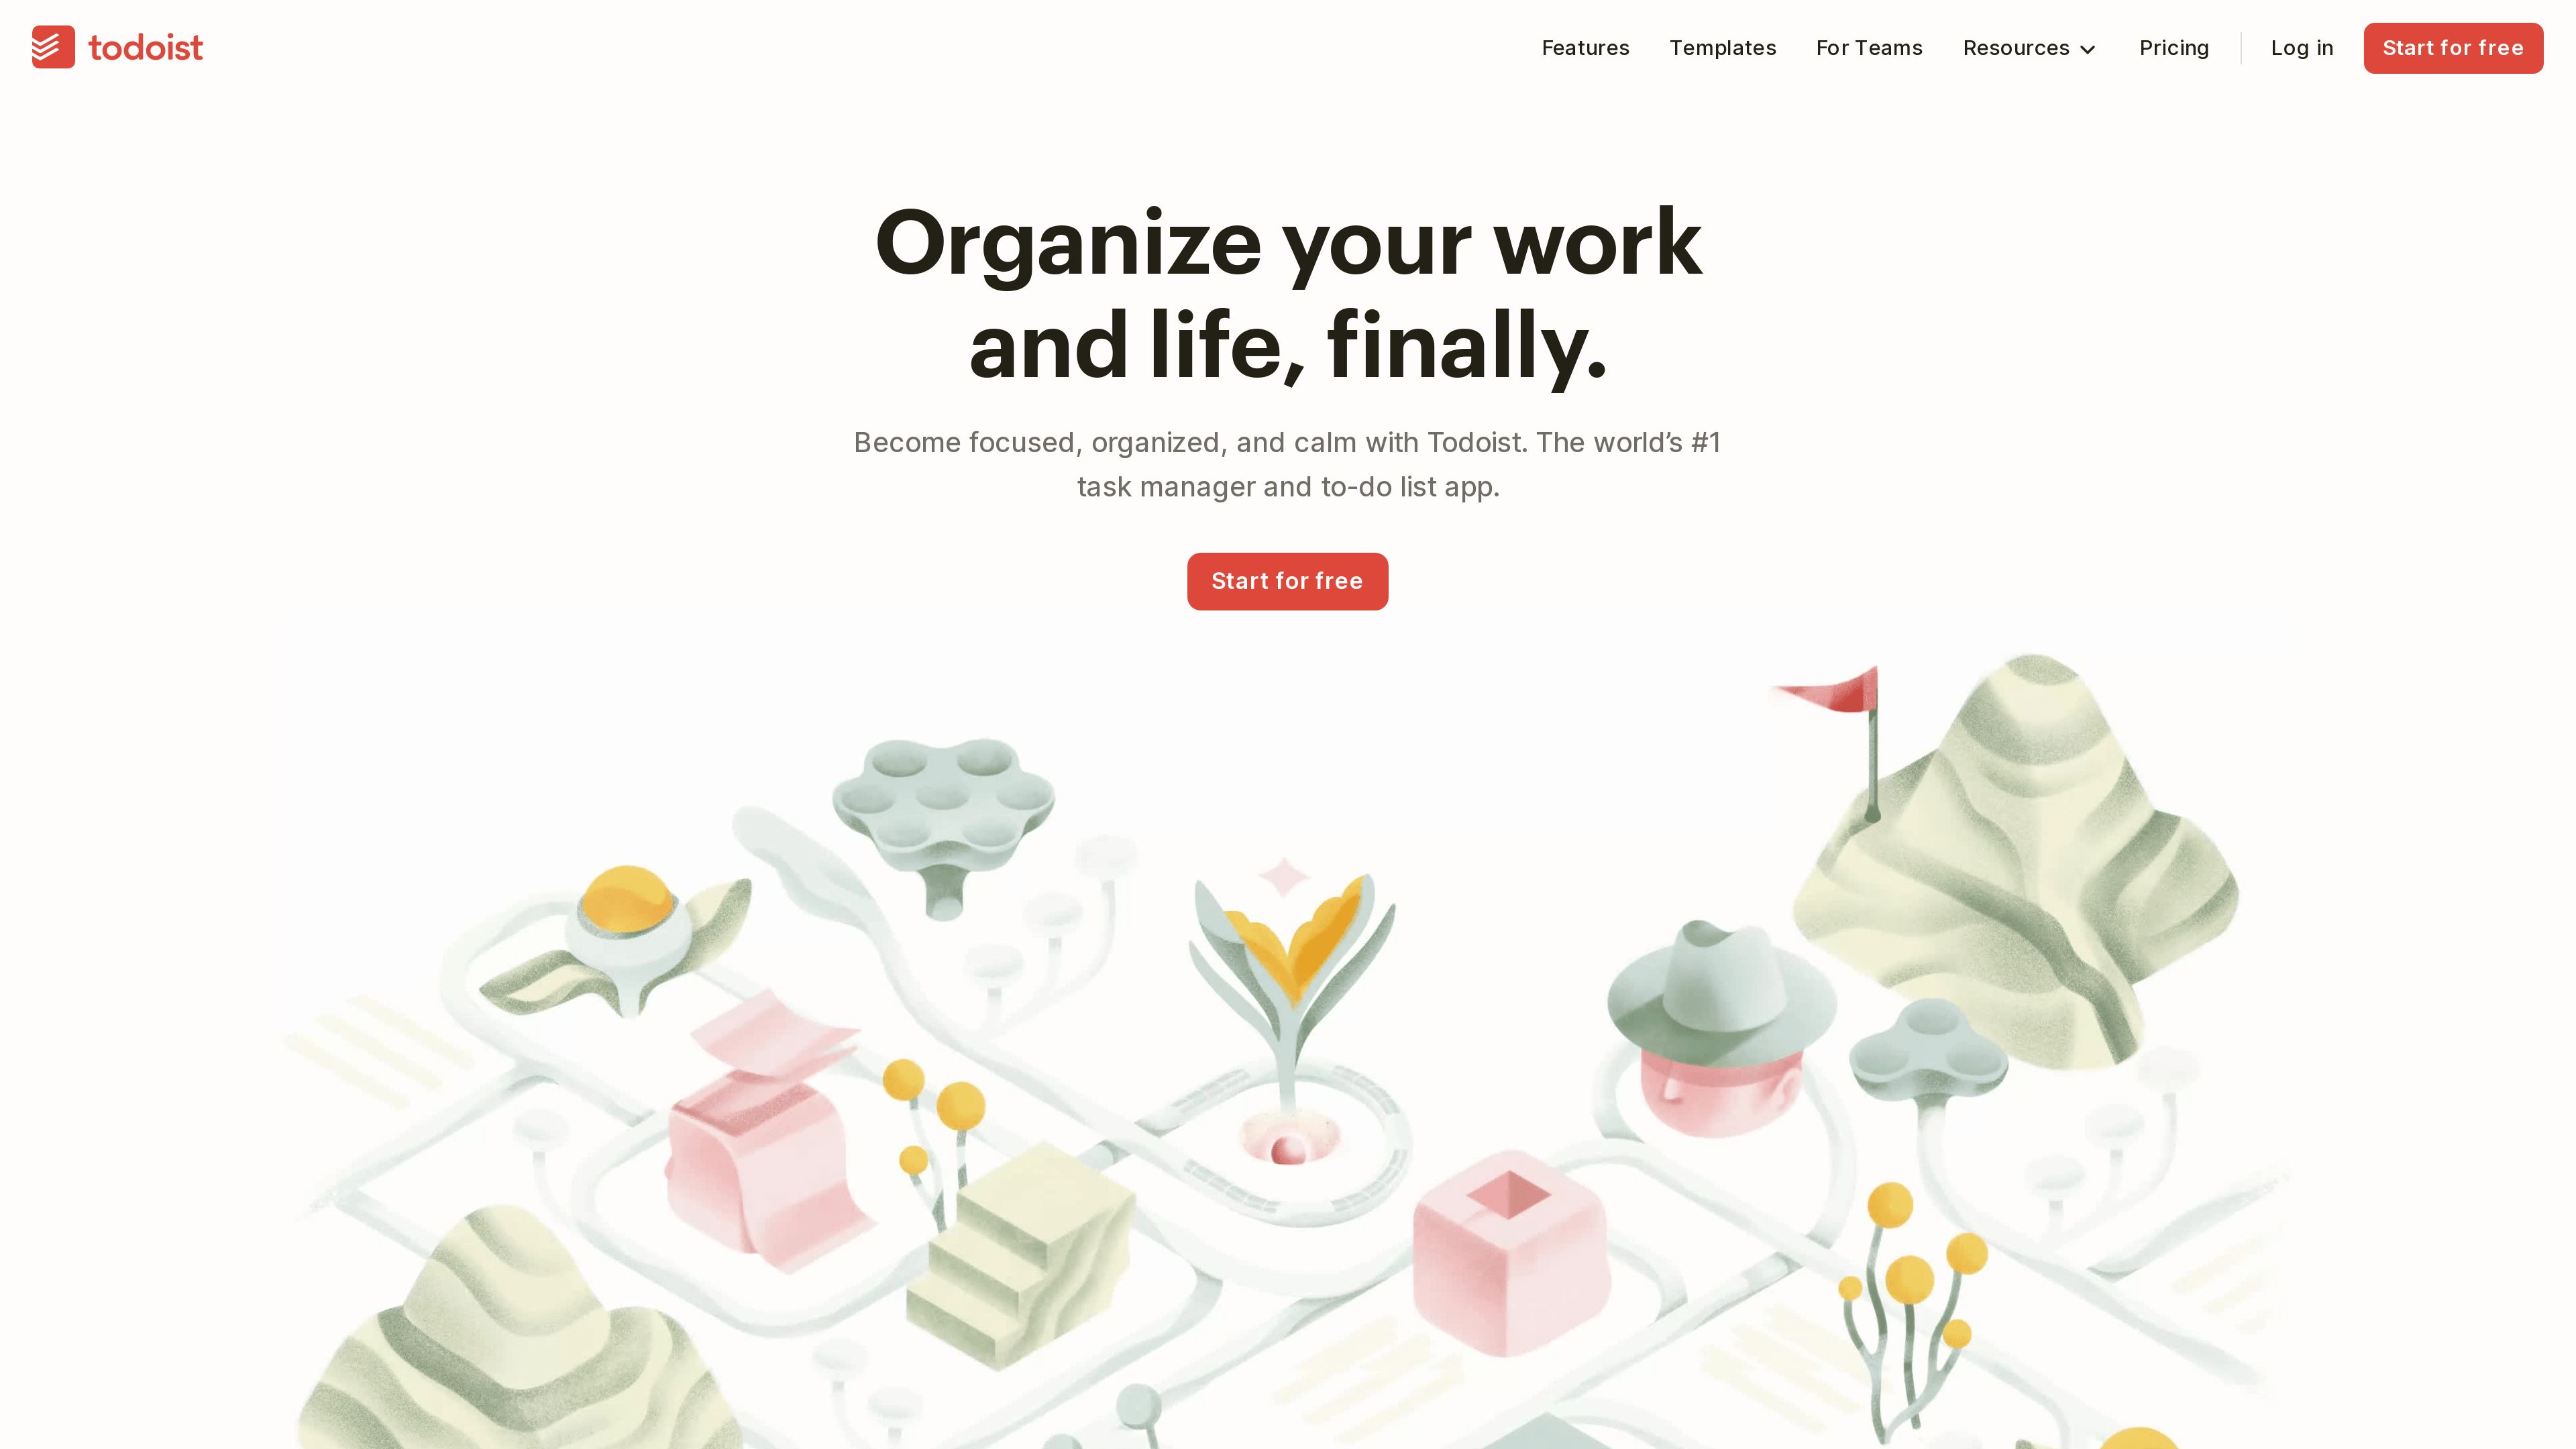 todoist
Features
Templates
For Teams
Resources
Pricing
Log in
Start for free
Organize your work
and life, finally.
Become focused, organized, and calm with Todoist. The world’s #1
task manager and to-do list app.
Start for free